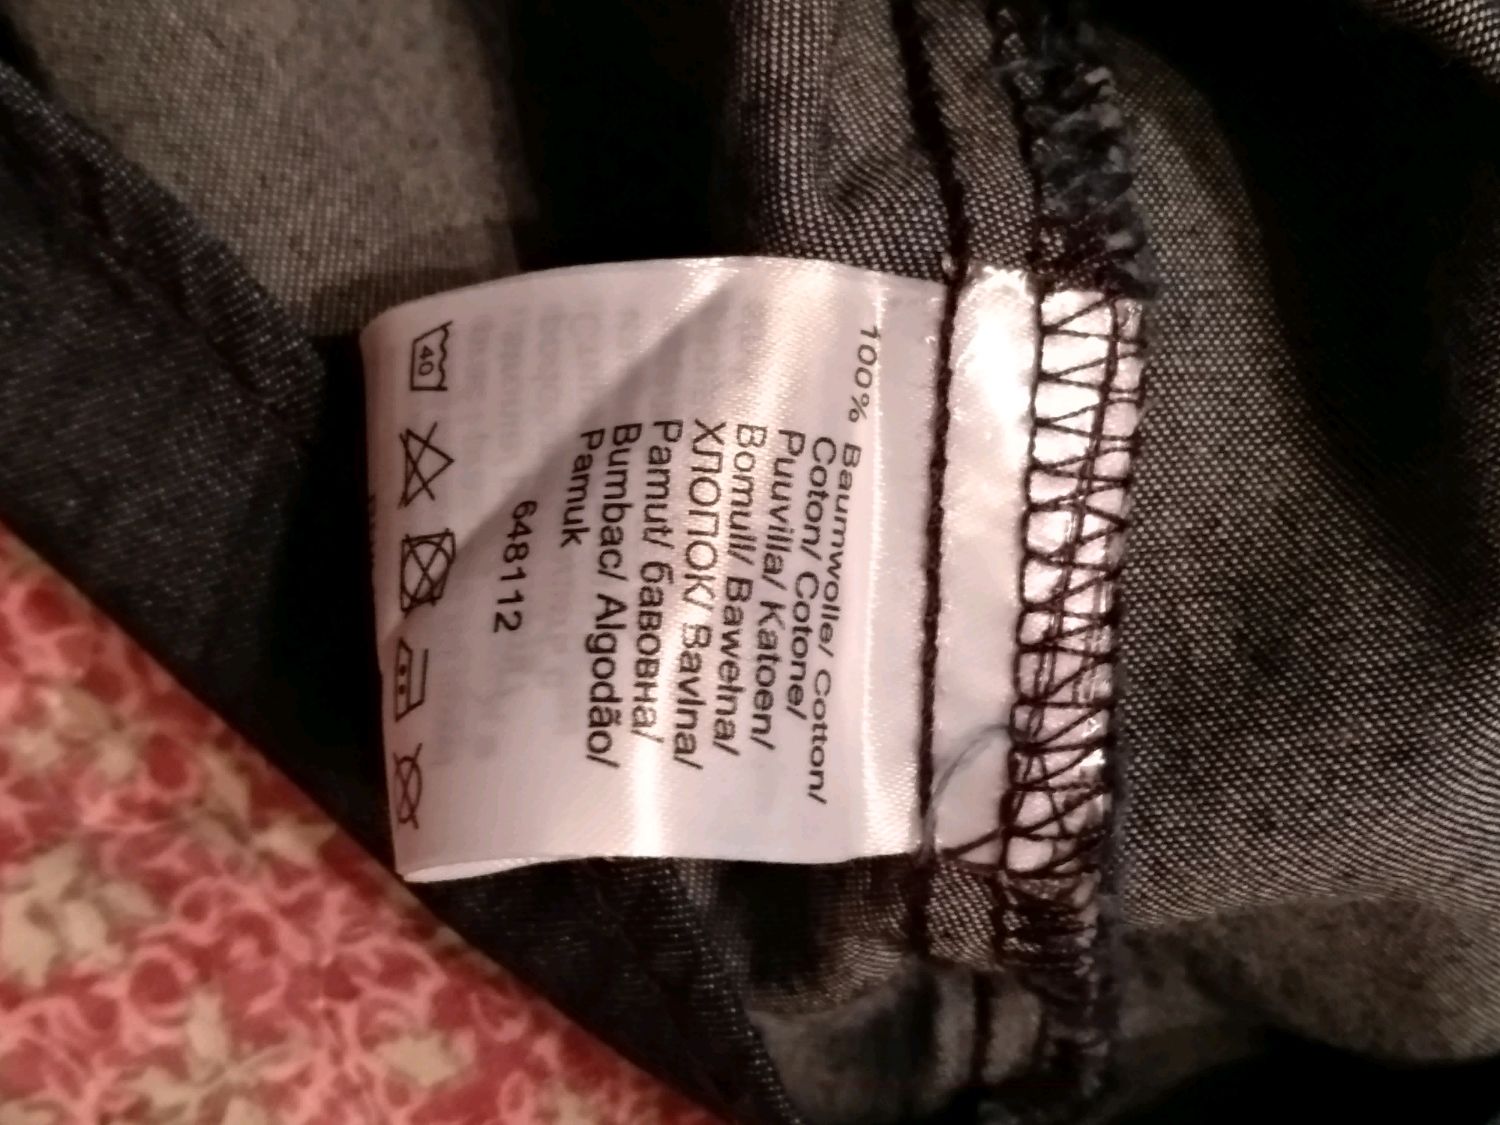 100% Baumwolle/ Cotton/
Coton/ Cotone/
Puuvilla/ Katoen/
Bomull/ Bawełna/
ХЛОПОК/ Bavlna/
Pamut/ бавовна/
Bumbac/ Algodão/
Pamuk
648112
40